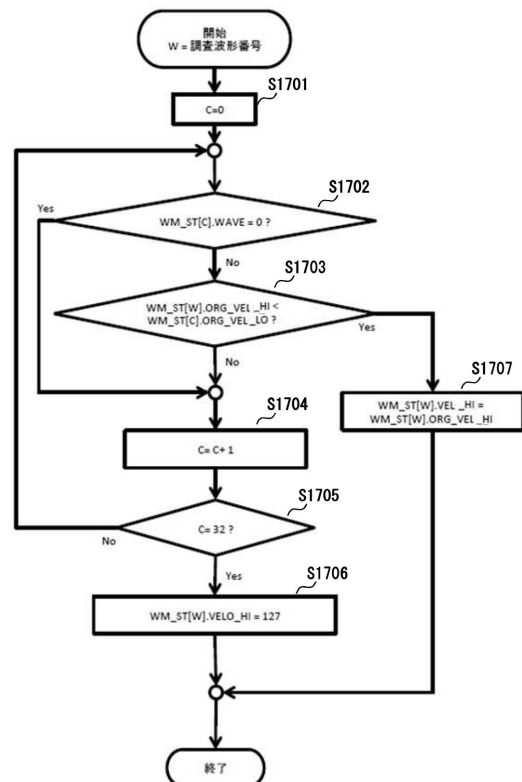 開始
W = 調査波形番号
S1701
C=0
S1702
Yes
WM_ST[C].WAVE = 0 ?
No
S1703
WM_ST[W].ORG_VEL _HI <
WM_ST[C].ORG_VEL_LO ?
Yes
No
S1707
WM_ST[W].VEL _HI =
WM_ST[W].ORG_VEL _HI
S1704
C= C+ 1
S1705
C= 32 ?
No
Yes
S1706
WM_ST[W].VELO_HI = 127
終了